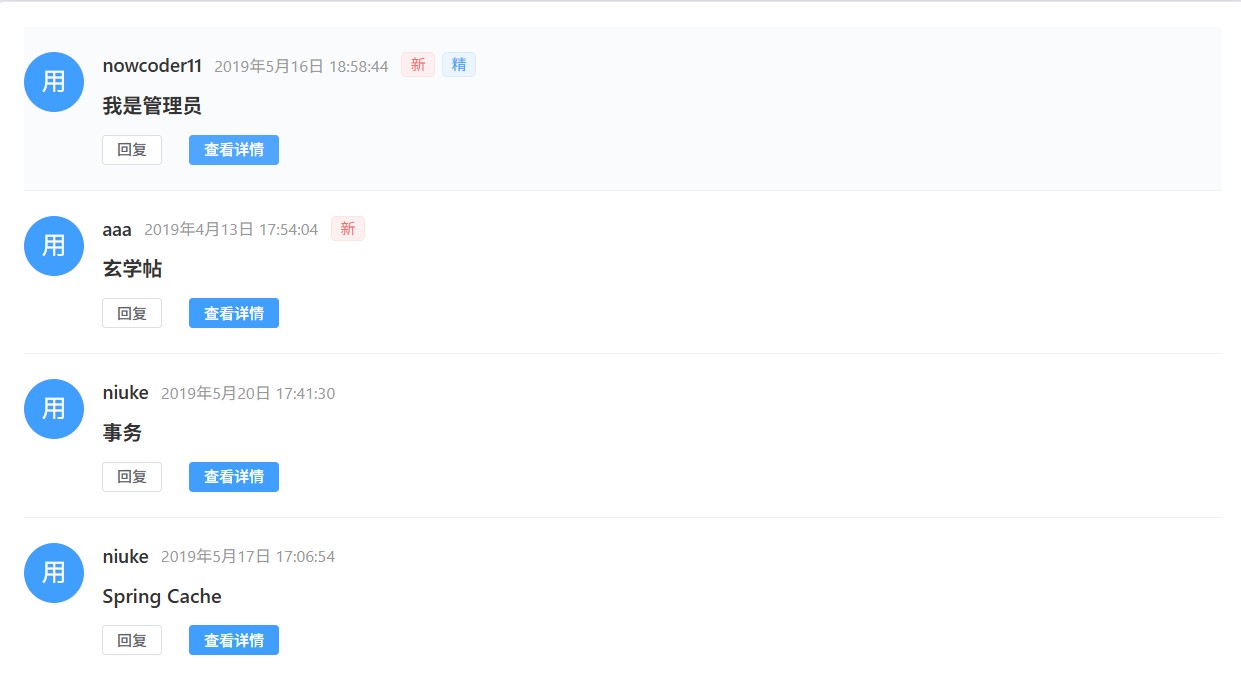 用
nowcoder11 2019年5月16日 18:58:44 新 精
我是管理员
回复 查看详情
用
aaa 2019年4月13日 17:54:04 新
玄学帖
回复 查看详情
用
niuke 2019年5月20日 17:41:30
事务
回复 查看详情
用
niuke 2019年5月17日 17:06:54
Spring Cache
回复 查看详情